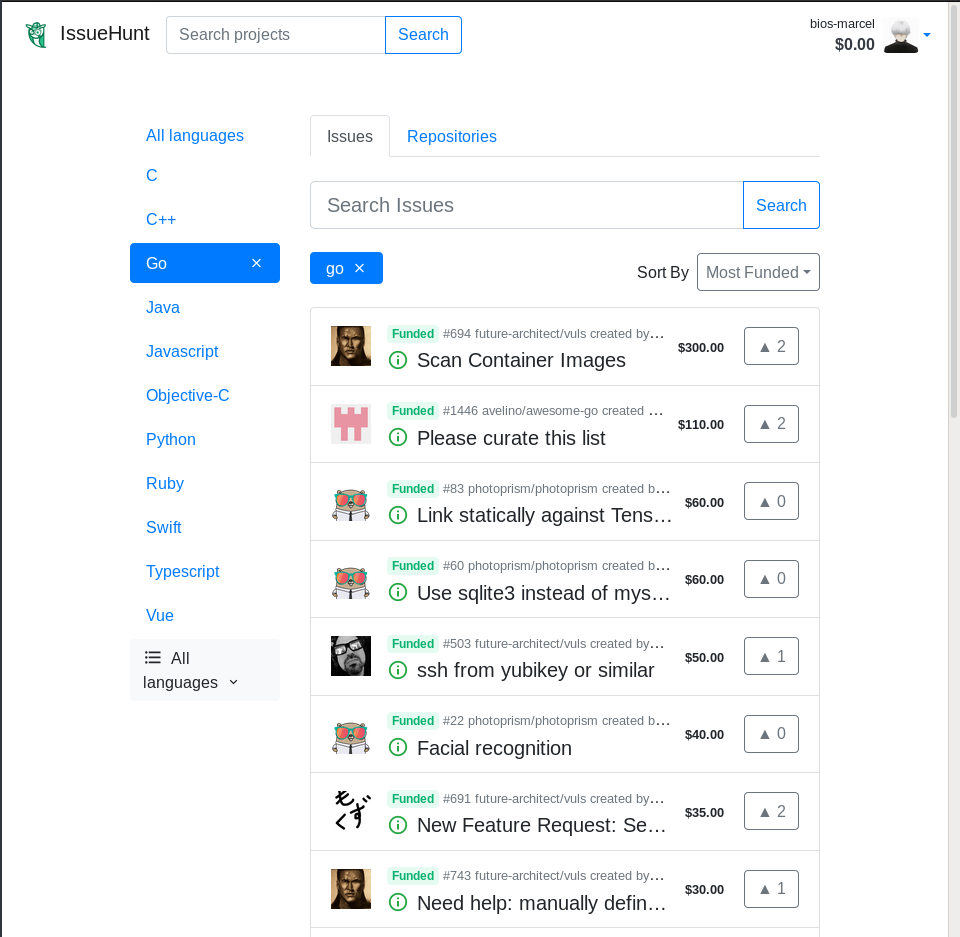 IssueHunt
Search projects
Search
bios-marcel
$0.00
All languages
C
C++
Go ×
Java
Javascript
Objective-C
Python
Ruby
Swift
Typescript
Vue
All
languages
Issues
Repositories
Search Issues
Search
go ×
Sort By
Most Funded
Funded #694 future-architect/vuls created by…
Scan Container Images
$300.00
▲ 2
Funded #1446 avelino/awesome-go created …
Please curate this list
$110.00
▲ 2
Funded #83 photoprism/photoprism created b…
Link statically against Tens…
$60.00
▲ 0
Funded #60 photoprism/photoprism created b…
Use sqlite3 instead of mys…
$60.00
▲ 0
Funded #503 future-architect/vuls created by…
ssh from yubikey or similar
$50.00
▲ 1
Funded #22 photoprism/photoprism created b…
Facial recognition
$40.00
▲ 0
もずくす
Funded #691 future-architect/vuls created by…
New Feature Request: Se…
$35.00
▲ 2
Funded #743 future-architect/vuls created by…
Need help: manually defin…
$30.00
▲ 1